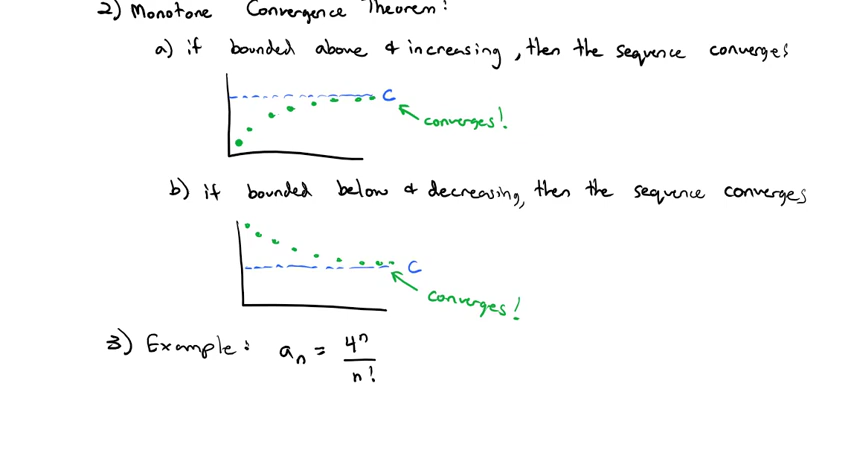 2) Monotone Convergence Theorem:
a) if bounded above & increasing, then the sequence converges
C
converges!
b) if bounded below & decreasing, then the sequence converges
C
converges!
3) Example: aₙ = 4ⁿ / n!